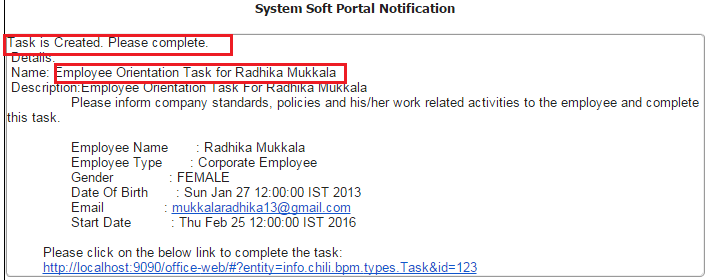 System Soft Portal Notification
Task is Created. Please complete.
Details:
Name: Employee Orientation Task for Radhika Mukkala
Description:Employee Orientation Task For Radhika Mukkala
Please inform company standards, policies and his/her work related activities to the employee and complete
this task.
Employee Name : Radhika Mukkala
Employee Type : Corporate Employee
Gender : FEMALE
Date Of Birth : Sun Jan 27 12:00:00 IST 2013
Email : mukkalaradhika13@gmail.com
Start Date : Thu Feb 25 12:00:00 IST 2016
Please click on the below link to complete the task:
http://localhost:9090/office-web/#?entity=info.chili.bpm.types.Task&id=123